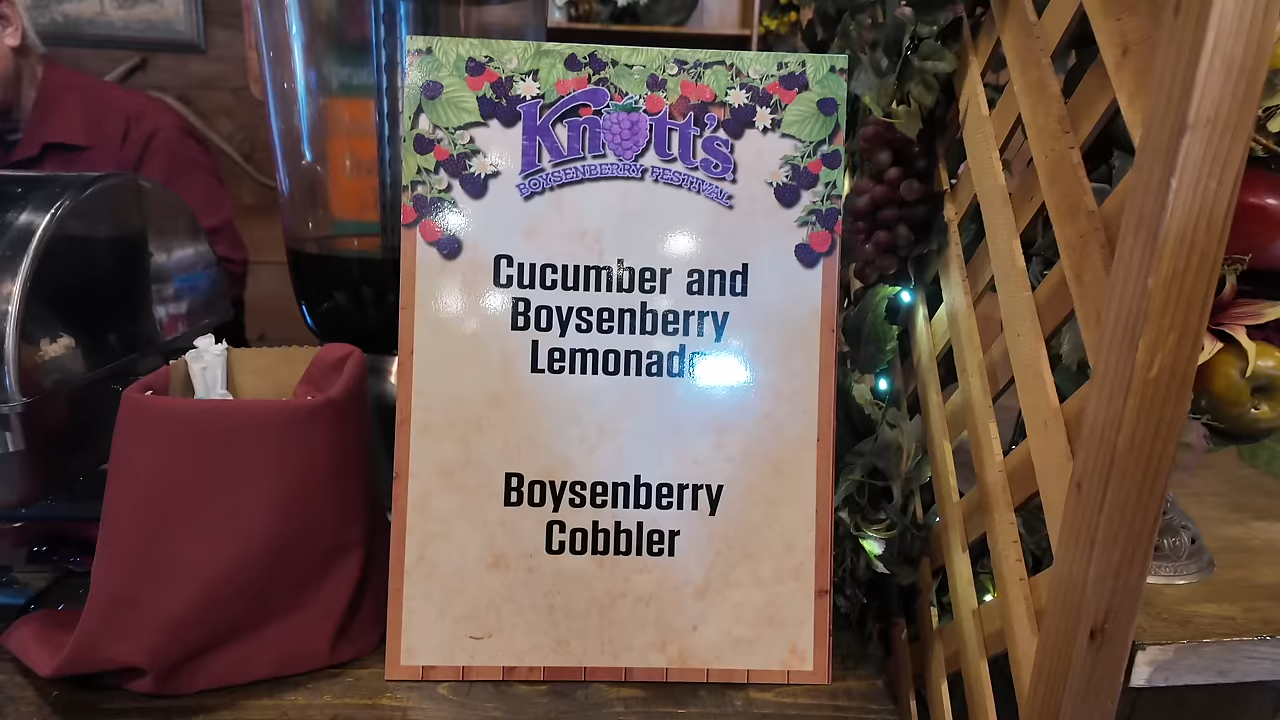 Knott's
BOYSENBERRY FESTIVAL
Cucumber and
Boysenberry
Lemonade
Boysenberry
Cobbler